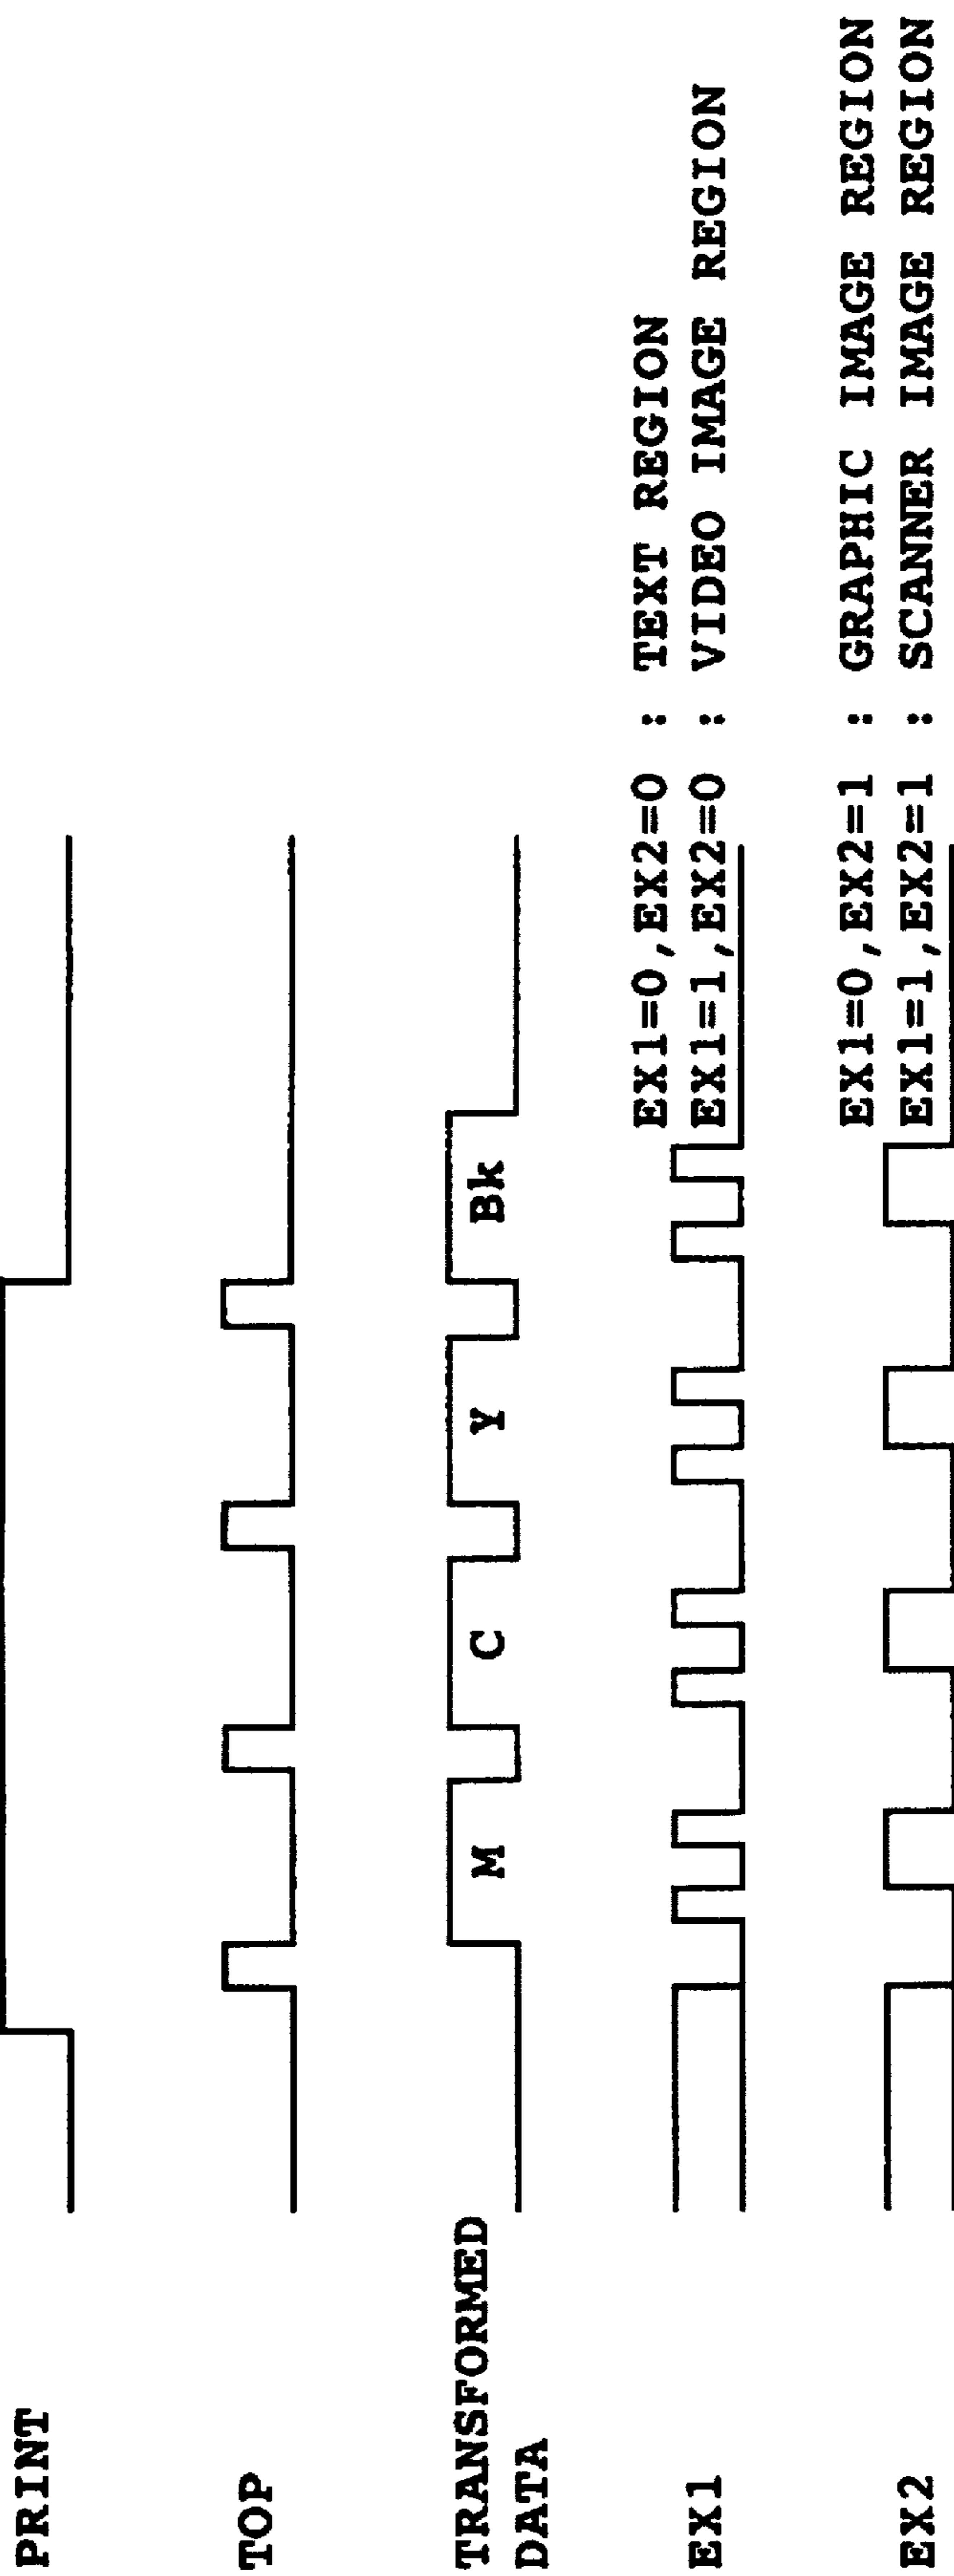 PRINT
TOP
TRANSFORMED
DATA
M
C
Y
Bk
EX1
EX1=0,EX2=0 : TEXT REGION
EX1=1,EX2=0 : VIDEO IMAGE REGION
EX2
EX1=0,EX2=1 : GRAPHIC IMAGE REGION
EX1=1,EX2=1 : SCANNER IMAGE REGION